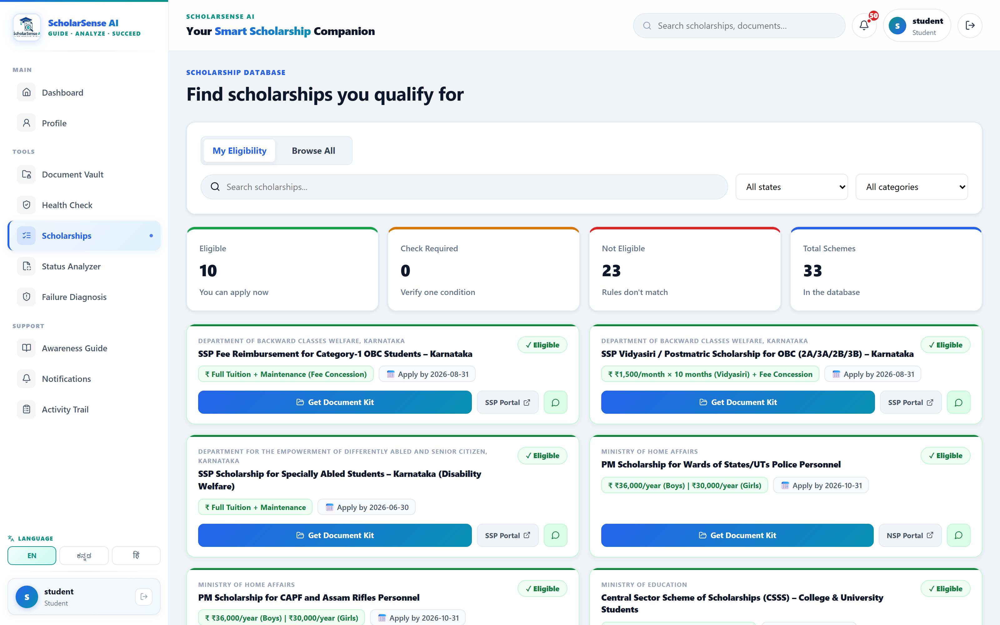 ScholarSense AI
ScholarSense AI
GUIDE · ANALYZE · SUCCEED
MAIN
Dashboard
Profile
TOOLS
Document Vault
Health Check
Scholarships
Status Analyzer
Failure Diagnosis
SUPPORT
Awareness Guide
Notifications
Activity Trail
LANGUAGE
EN
ಕನ್ನಡ
हिं
S
student
Student
SCHOLARSENSE AI
Your Smart Scholarship Companion
Search scholarships, documents...
50
S
student
Student
SCHOLARSHIP DATABASE
Find scholarships you qualify for
My Eligibility
Browse All
Search scholarships...
All states
All categories
Eligible
10
You can apply now
Check Required
0
Verify one condition
Not Eligible
23
Rules don't match
Total Schemes
33
In the database
DEPARTMENT OF BACKWARD CLASSES WELFARE, KARNATAKA
✓ Eligible
SSP Fee Reimbursement for Category-1 OBC Students – Karnataka
₹ Full Tuition + Maintenance (Fee Concession)
Apply by 2026-08-31
Get Document Kit
SSP Portal
DEPARTMENT OF BACKWARD CLASSES WELFARE, KARNATAKA
✓ Eligible
SSP Vidyasiri / Postmatric Scholarship for OBC (2A/3A/2B/3B) – Karnataka
₹ ₹1,500/month × 10 months (Vidyasiri) + Fee Concession
Apply by 2026-08-31
Get Document Kit
SSP Portal
DEPARTMENT FOR THE EMPOWERMENT OF DIFFERENTLY ABLED AND SENIOR CITIZEN,
KARNATAKA
✓ Eligible
SSP Scholarship for Specially Abled Students – Karnataka (Disability
Welfare)
₹ Full Tuition + Maintenance
Apply by 2026-06-30
Get Document Kit
SSP Portal
MINISTRY OF HOME AFFAIRS
✓ Eligible
PM Scholarship for Wards of States/UTs Police Personnel
₹ ₹36,000/year (Boys) | ₹30,000/year (Girls)
Apply by 2026-10-31
Get Document Kit
NSP Portal
MINISTRY OF HOME AFFAIRS
✓ Eligible
PM Scholarship for CAPF and Assam Rifles Personnel
₹ ₹36,000/year (Boys) | ₹30,000/year (Girls)
Apply by 2026-10-31
MINISTRY OF EDUCATION
✓ Eligible
Central Sector Scheme of Scholarships (CSSS) – College & University
Students